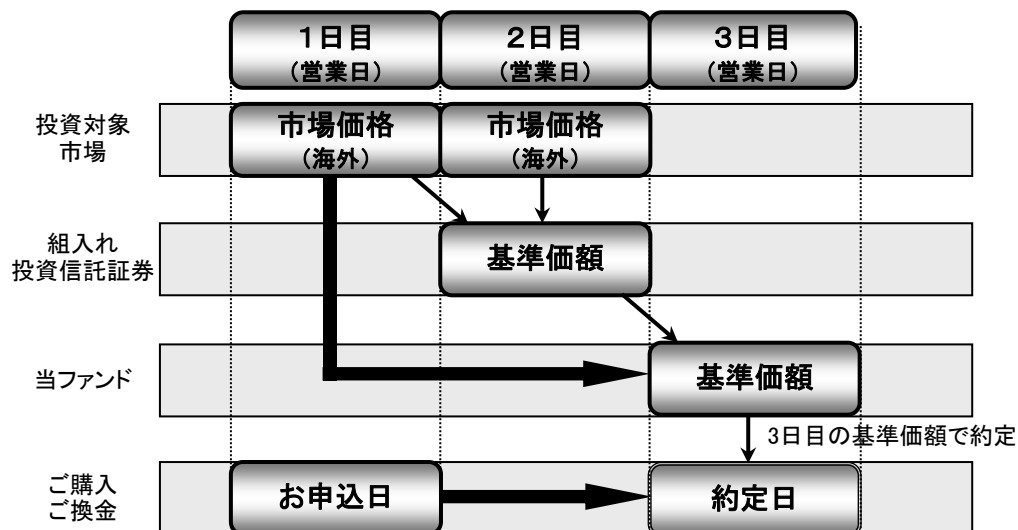 1日目
(営業日)
2日目
(営業日)
3日目
(営業日)
投資対象
市場
市場価格
(海外)
市場価格
(海外)
組入れ
投資信託証券
基準価額
当ファンド
基準価額
3日目の基準価額で約定
ご購入
ご換金
お申込日
約定日